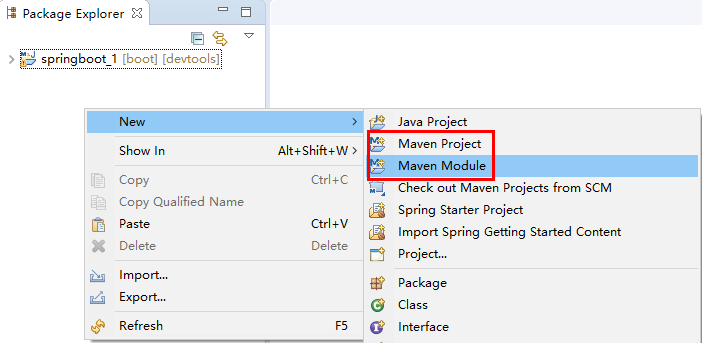 Package Explorer
springboot_1 [boot] [devtools]
New
Show In Alt+Shift+W
Copy Ctrl+C
Copy Qualified Name
Paste Ctrl+V
Delete Delete
Import...
Export...
Refresh F5
Java Project
Maven Project
Maven Module
Check out Maven Projects from SCM
Spring Starter Project
Import Spring Getting Started Content
Project...
Package
Class
Interface